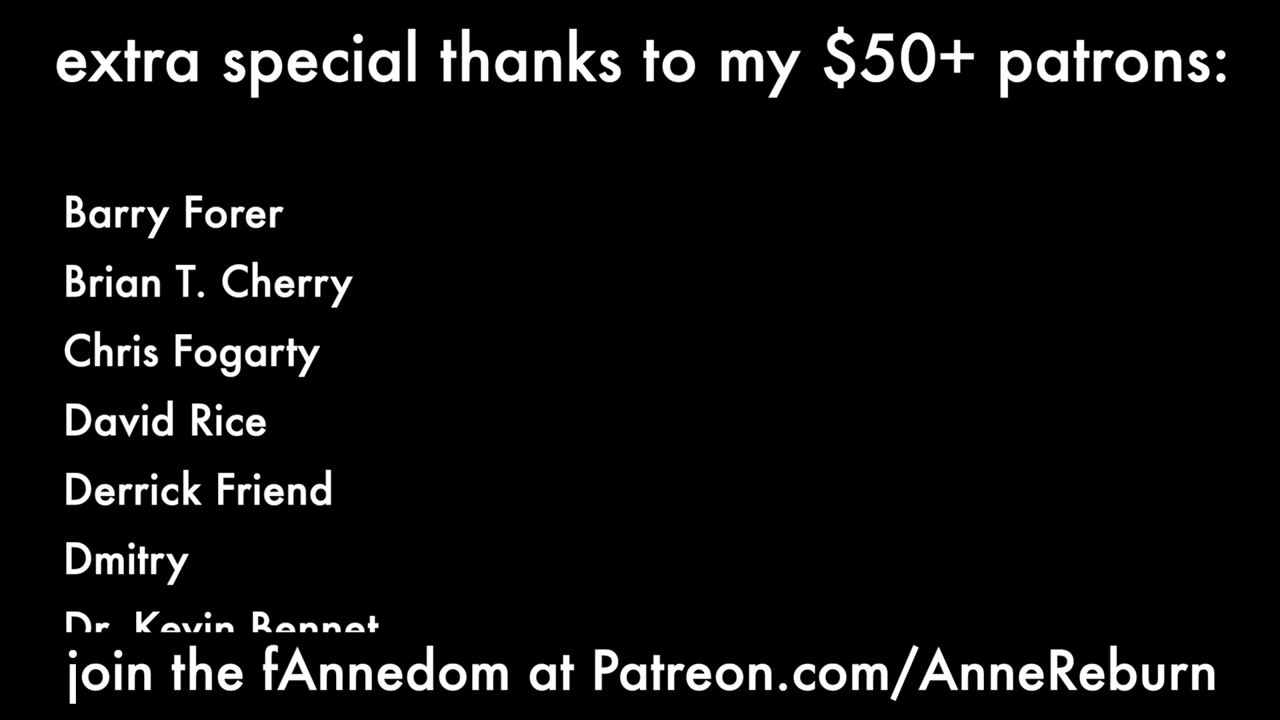 extra special thanks to my $50+ patrons:
Barry Forer
Brian T. Cherry
Chris Fogarty
David Rice
Derrick Friend
Dmitry
Dr. Kevin Bennet
join the fAnnedom at Patreon.com/AnneReburn